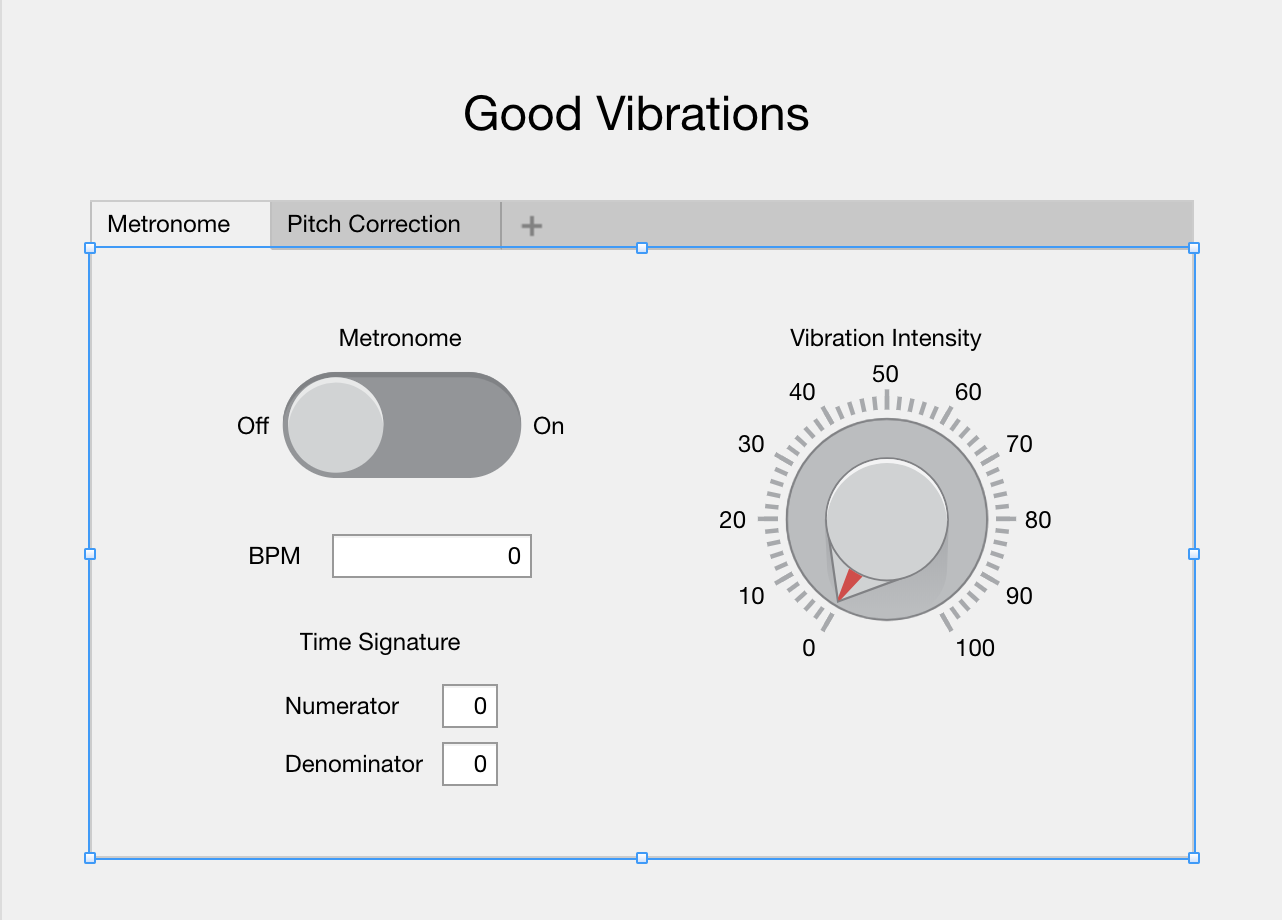 Good Vibrations
Metronome
Pitch Correction
+
Metronome
Off
On
BPM
0
Time Signature
Numerator
0
Denominator
0
Vibration Intensity
0
10
20
30
40
50
60
70
80
90
100